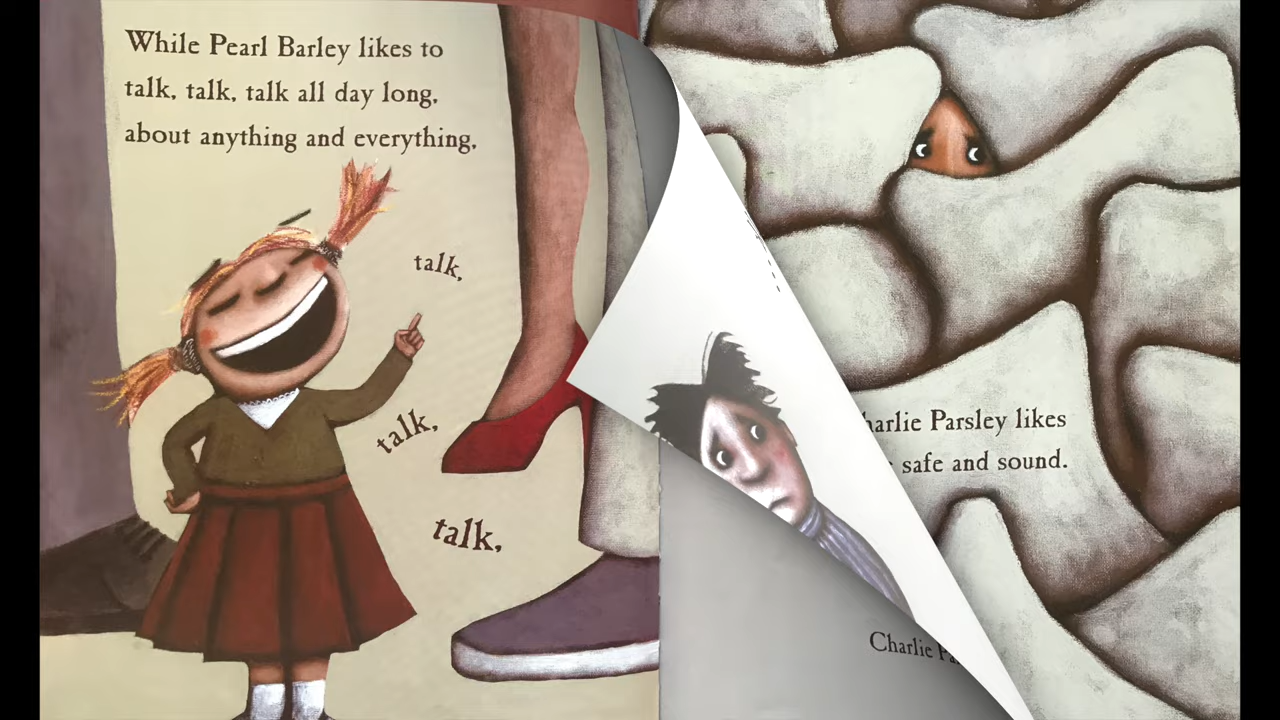 While Pearl Barley likes to
talk, talk, talk all day long,
about anything and everything,
talk,
talk,
talk,
Parsley likes
safe and sound.
Charlie